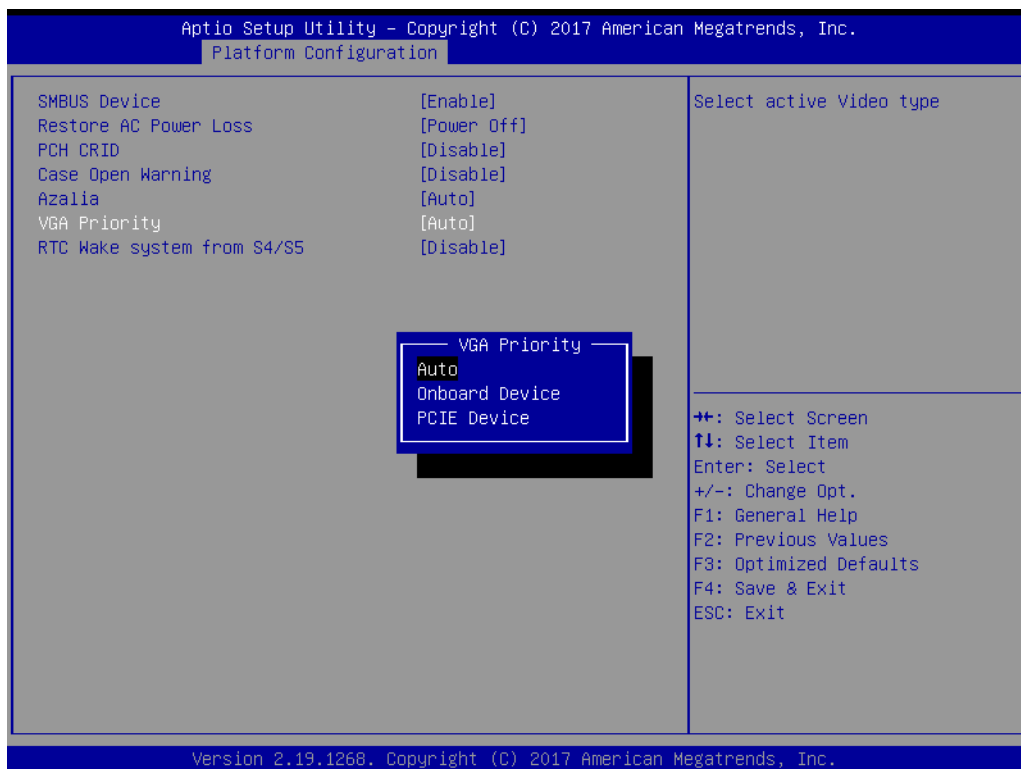 Aptio Setup Utility – Copyright (C) 2017 American Megatrends, Inc.
Platform Configuration
SMBUS Device [Enable]
Restore AC Power Loss [Power Off]
PCH CRID [Disable]
Case Open Warning [Disable]
Azalia [Auto]
VGA Priority [Auto]
RTC Wake system from S4/S5 [Disable]
Select active Video type
VGA Priority
Auto
Onboard Device
PCIE Device
→←: Select Screen
↑↓: Select Item
Enter: Select
+/-: Change Opt.
F1: General Help
F2: Previous Values
F3: Optimized Defaults
F4: Save & Exit
ESC: Exit
Version 2.19.1268. Copyright (C) 2017 American Megatrends, Inc.